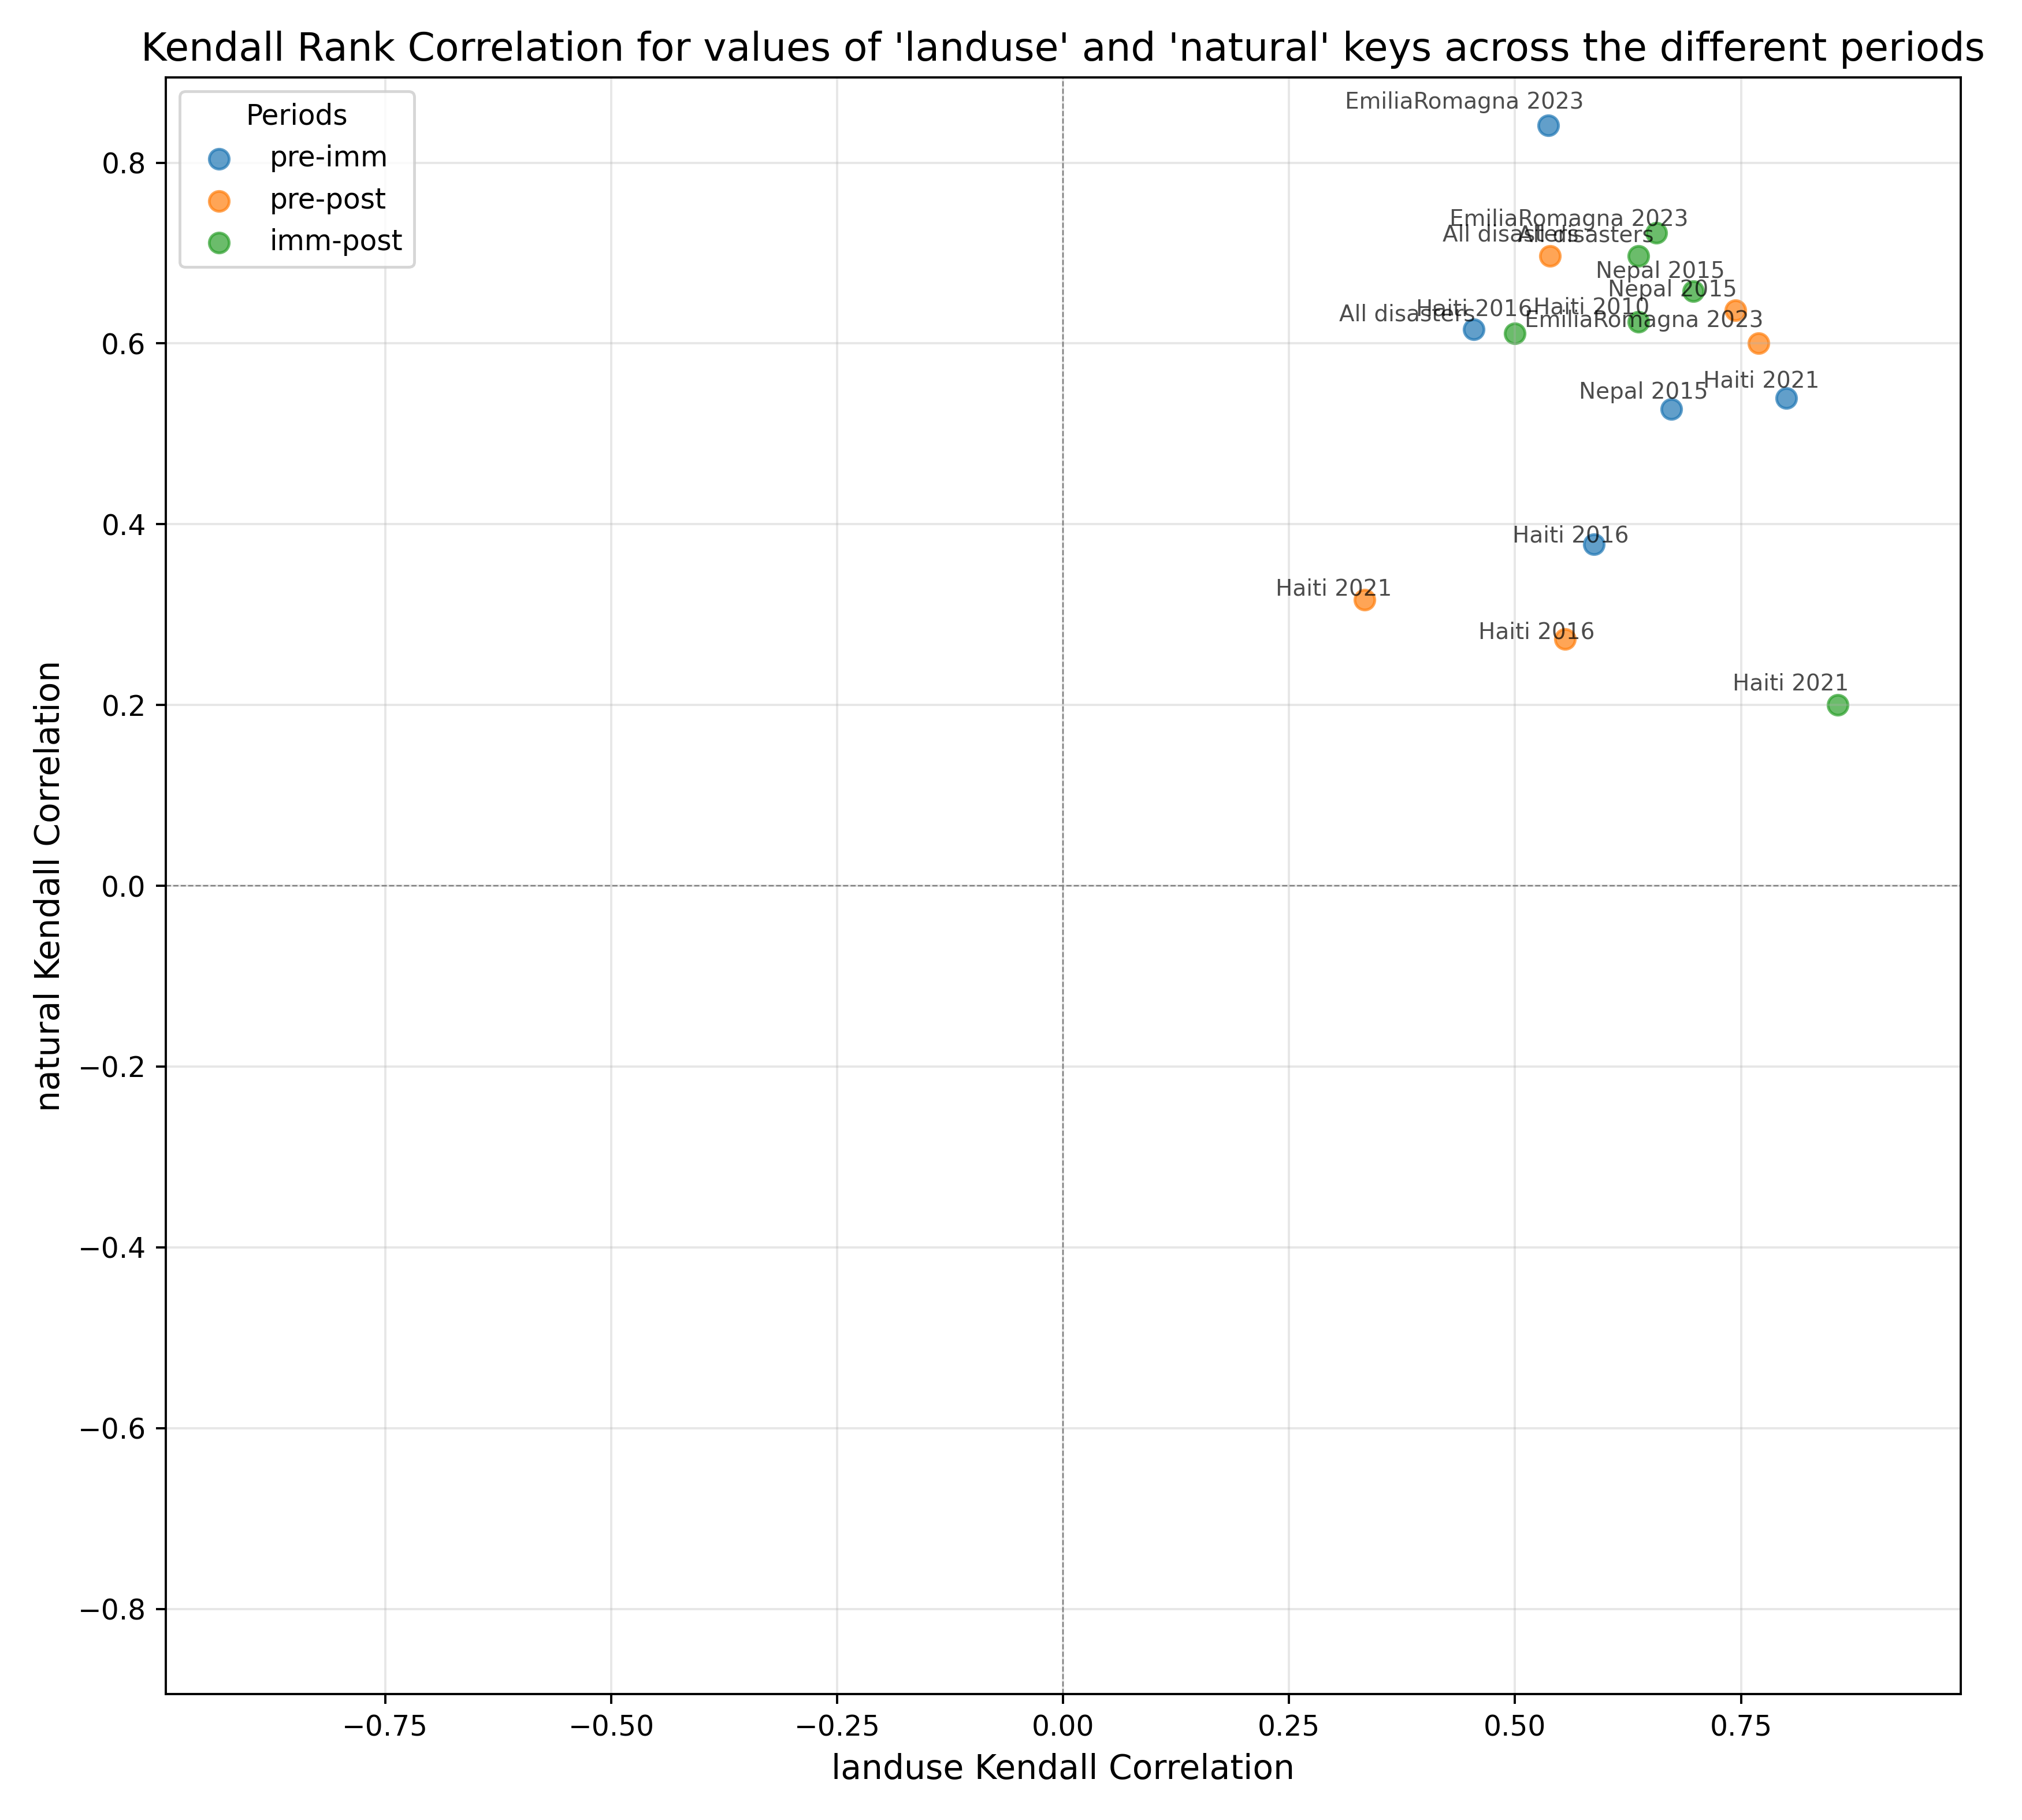 Kendall Rank Correlation for values of 'landuse' and 'natural' keys across the different periods
Periods
pre-imm
pre-post
imm-post
EmiliaRomagna 2023
EmiliaRomagna 2023
All disasters
All disasters
Nepal 2015
Nepal 2015
All disasters
Haiti 2016
Haiti 2010
EmiliaRomagna 2023
Nepal 2015
Haiti 2021
Haiti 2016
Haiti 2021
Haiti 2016
Haiti 2021
natural Kendall Correlation
0.8
0.6
0.4
0.2
0.0
−0.2
−0.4
−0.6
−0.8
−0.75
−0.50
−0.25
0.00
0.25
0.50
0.75
landuse Kendall Correlation